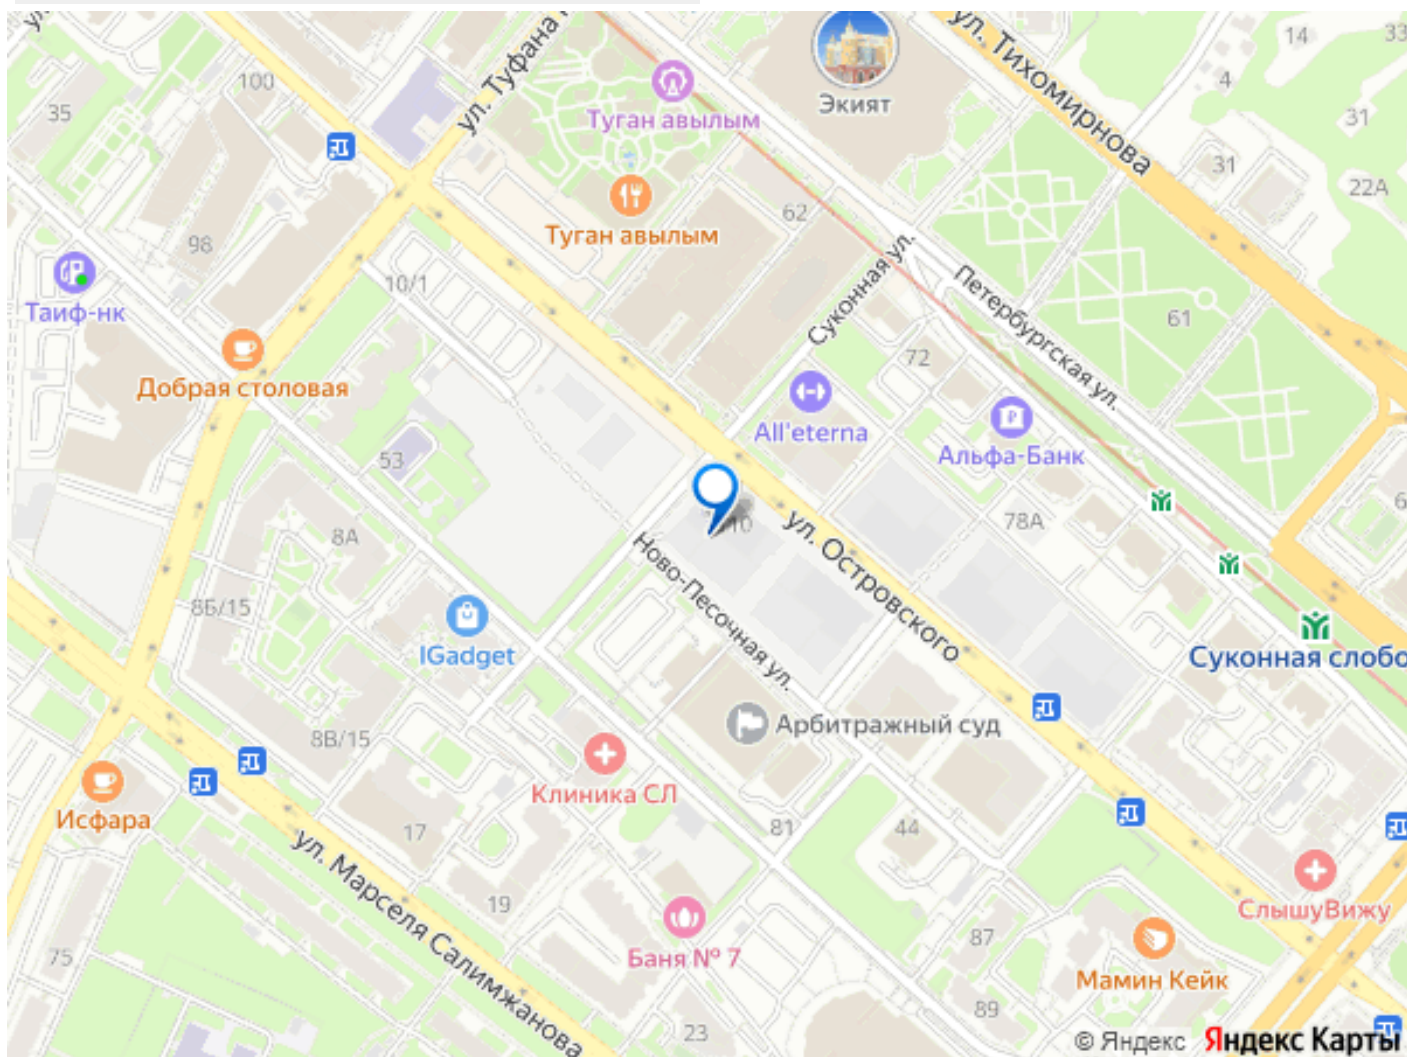 ул. Туфана
ул. Тихомирнова
14
33
4
100
35
Экият
Туган авылым
31
31
22А
Туган авылым
62
98
Суконная ул.
Петербургская ул.
10/1
Таиф-нк
61
72
Добрая столовая
All'eterna
Альфа-Банк
53
10
ул. Островского
78А
8А
Ново-Песочная ул.
8Б/15
IGadget
Суконная слобо
Арбитражный суд
8В/15
Клиника СЛ
Исфара
17
81
44
ул. Марселя Салимжанова
СлышуВижу
19
87
Баня № 7
75
Мамин Кейк
89
23
© Яндекс Яндекс Карты